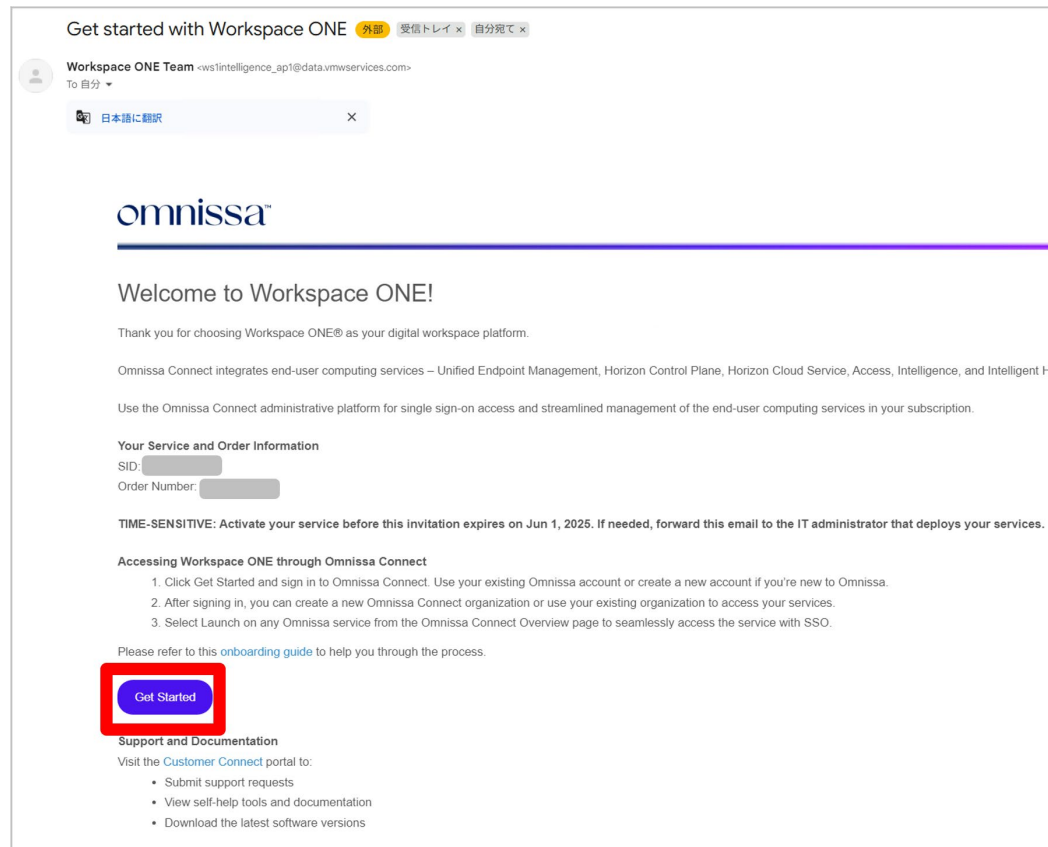 Get started with Workspace ONE 外部 受信トレイ × 自分宛て ×
Workspace ONE Team <ws1intelligence_ap1@data.vmwservices.com>
To 自分
日本語に翻訳 ×
omnissa™
Welcome to Workspace ONE!
Thank you for choosing Workspace ONE® as your digital workspace platform.
Omnissa Connect integrates end-user computing services – Unified Endpoint Management, Horizon Control Plane, Horizon Cloud Service, Access, Intelligence, and Intelligent
Use the Omnissa Connect administrative platform for single sign-on access and streamlined management of the end-user computing services in your subscription.
Your Service and Order Information
SID:
Order Number:
TIME-SENSITIVE: Activate your service before this invitation expires on Jun 1, 2025. If needed, forward this email to the IT administrator that deploys your services.
Accessing Workspace ONE through Omnissa Connect
1. Click Get Started and sign in to Omnissa Connect. Use your existing Omnissa account or create a new account if you're new to Omnissa.
2. After signing in, you can create a new Omnissa Connect organization or use your existing organization to access your services.
3. Select Launch on any Omnissa service from the Omnissa Connect Overview page to seamlessly access the service with SSO.
Please refer to this onboarding guide to help you through the process.
Get Started
Support and Documentation
Visit the Customer Connect portal to:
• Submit support requests
• View self-help tools and documentation
• Download the latest software versions